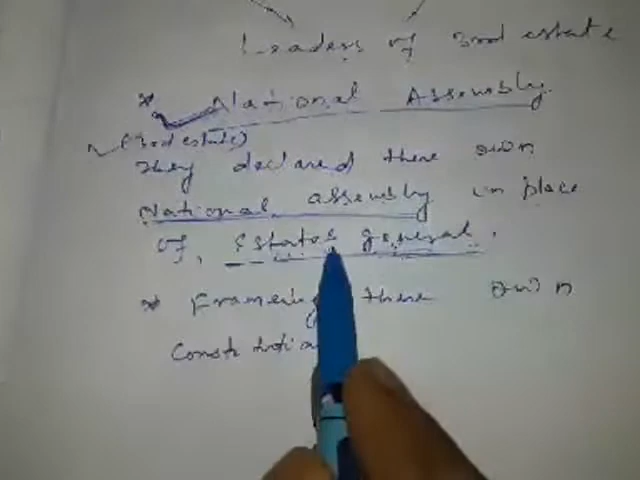 Leaders of 3rd estate
* National Assembly
(3rd estate)
They declared there own
National assembly in place
of, Estates general.
* Framering there own
Constitution